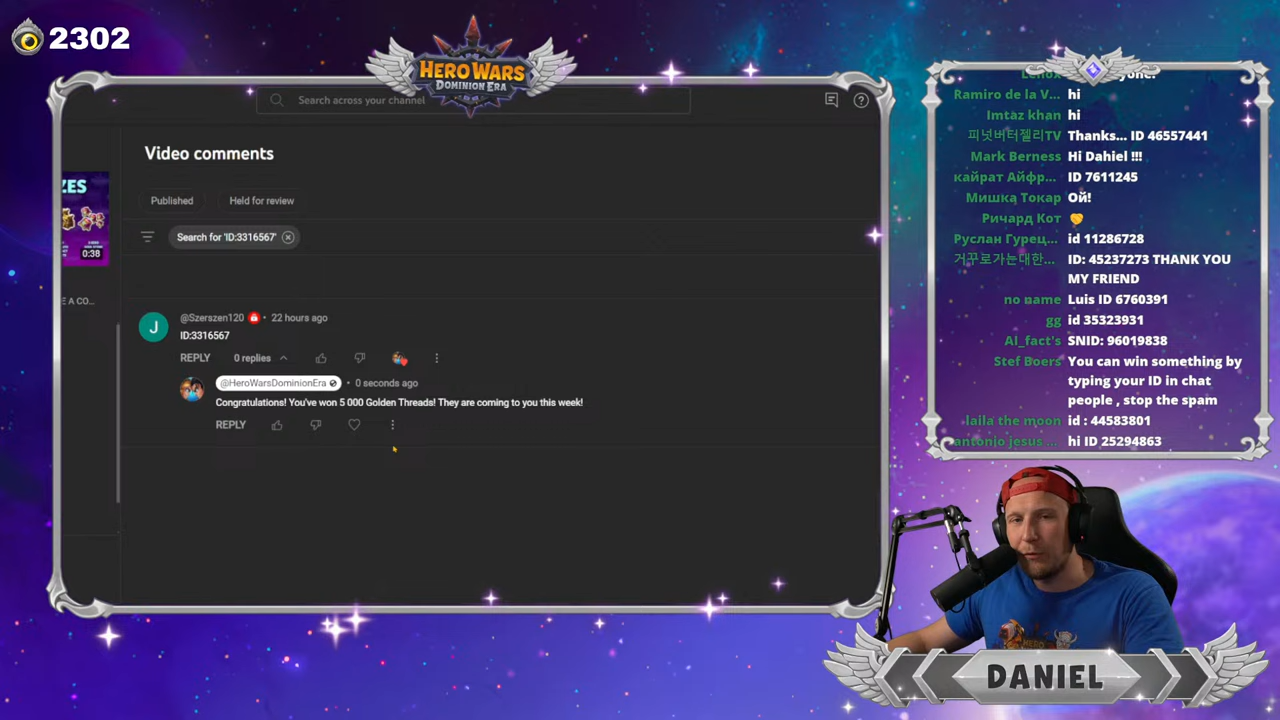 2302
HERO WARS
DOMINION ERA
Search across your channel
Video comments
Published
Held for review
Search for 'ID:3316567'
ZES
0:38
E A CO...
J
@Szerszen120 • 22 hours ago
ID:3316567
REPLY 0 replies
@HeroWarsDominionEra • 0 seconds ago
Congratulations! You've won 5 000 Golden Threads! They are coming to you this week!
REPLY
Ramiro de la V... hi
Imtaz khan hi
피넛버터젤리TV Thanks... ID 46557441
Mark Berness Hi Dahiel !!!
кайрат Айфр... ID 7611245
Мишка Токар Ой!
Ричард Кот 🤝
Руслан Гурец... id 11286728
거꾸로가는대한... ID: 45237273 THANK YOU
MY FRIEND
no name Luis ID 6760391
gg id 35323931
AI_fact's SNID: 96019838
Stef Boers You can win something by
typing your ID in chat
people , stop the spam
laila the moon id : 44583801
antonio jesus ... hi ID 25294863
DANIEL